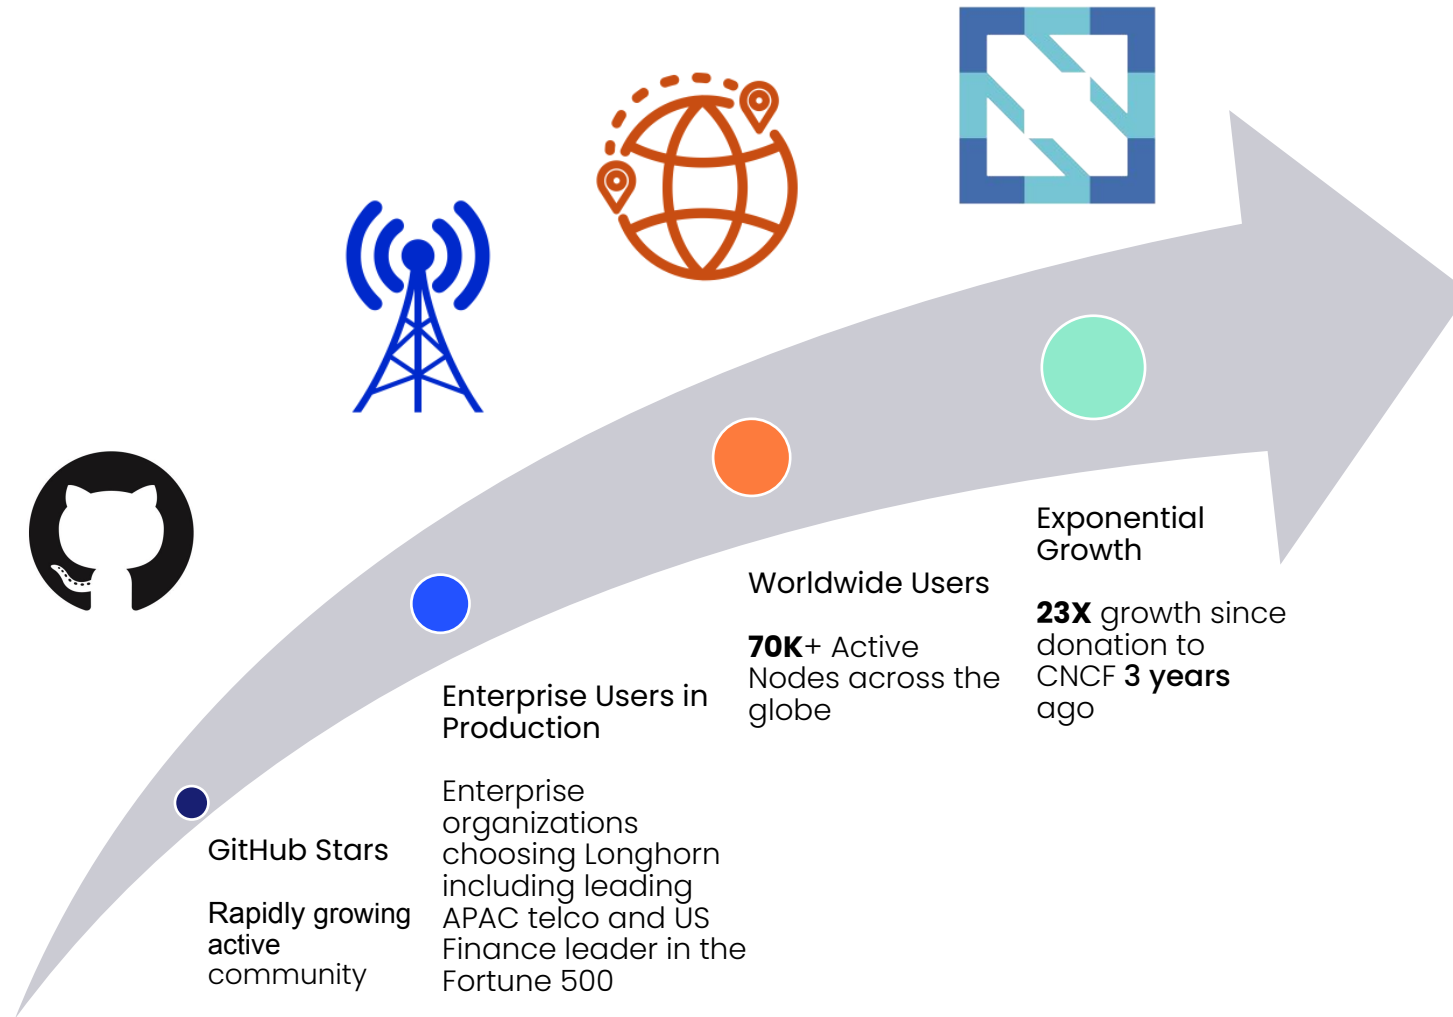 GitHub Stars
Rapidly growing
active
community
Enterprise Users in
Production
Enterprise
organizations
choosing Longhorn
including leading
APAC telco and US
Finance leader in the
Fortune 500
Worldwide Users
70K+ Active
Nodes across the
globe
Exponential
Growth
23X growth since
donation to
CNCF 3 years
ago